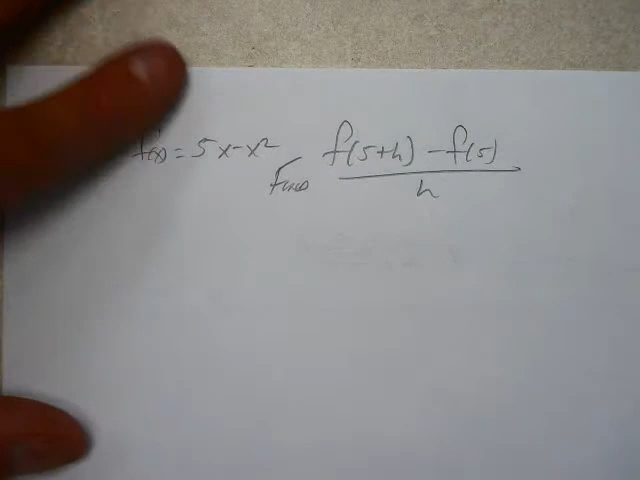 f(x) = 5x - x² Find f(5+h) - f(5)
h